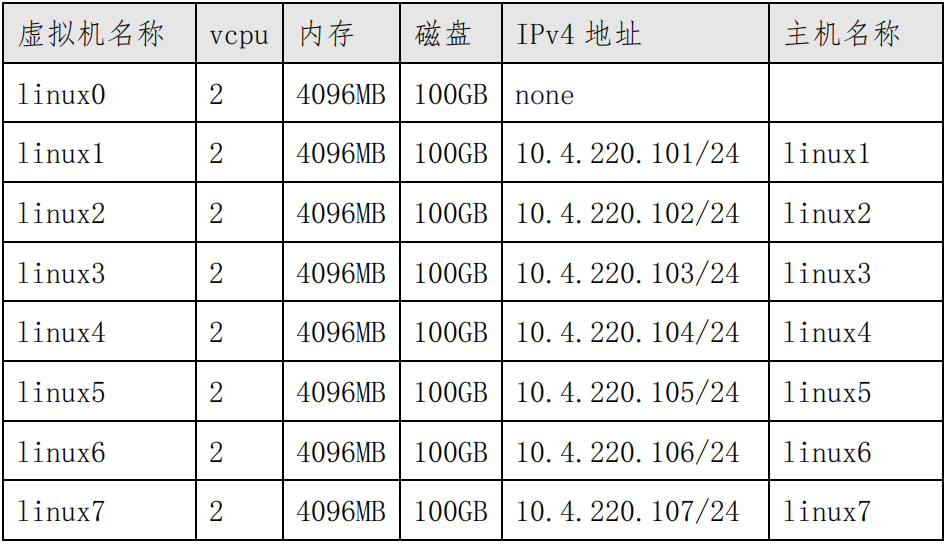 虚拟机名称 vcpu 内存 磁盘 IPv4 地址 主机名称
linux0 2 4096MB 100GB none
linux1 2 4096MB 100GB 10.4.220.101/24 linux1
linux2 2 4096MB 100GB 10.4.220.102/24 linux2
linux3 2 4096MB 100GB 10.4.220.103/24 linux3
linux4 2 4096MB 100GB 10.4.220.104/24 linux4
linux5 2 4096MB 100GB 10.4.220.105/24 linux5
linux6 2 4096MB 100GB 10.4.220.106/24 linux6
linux7 2 4096MB 100GB 10.4.220.107/24 linux7